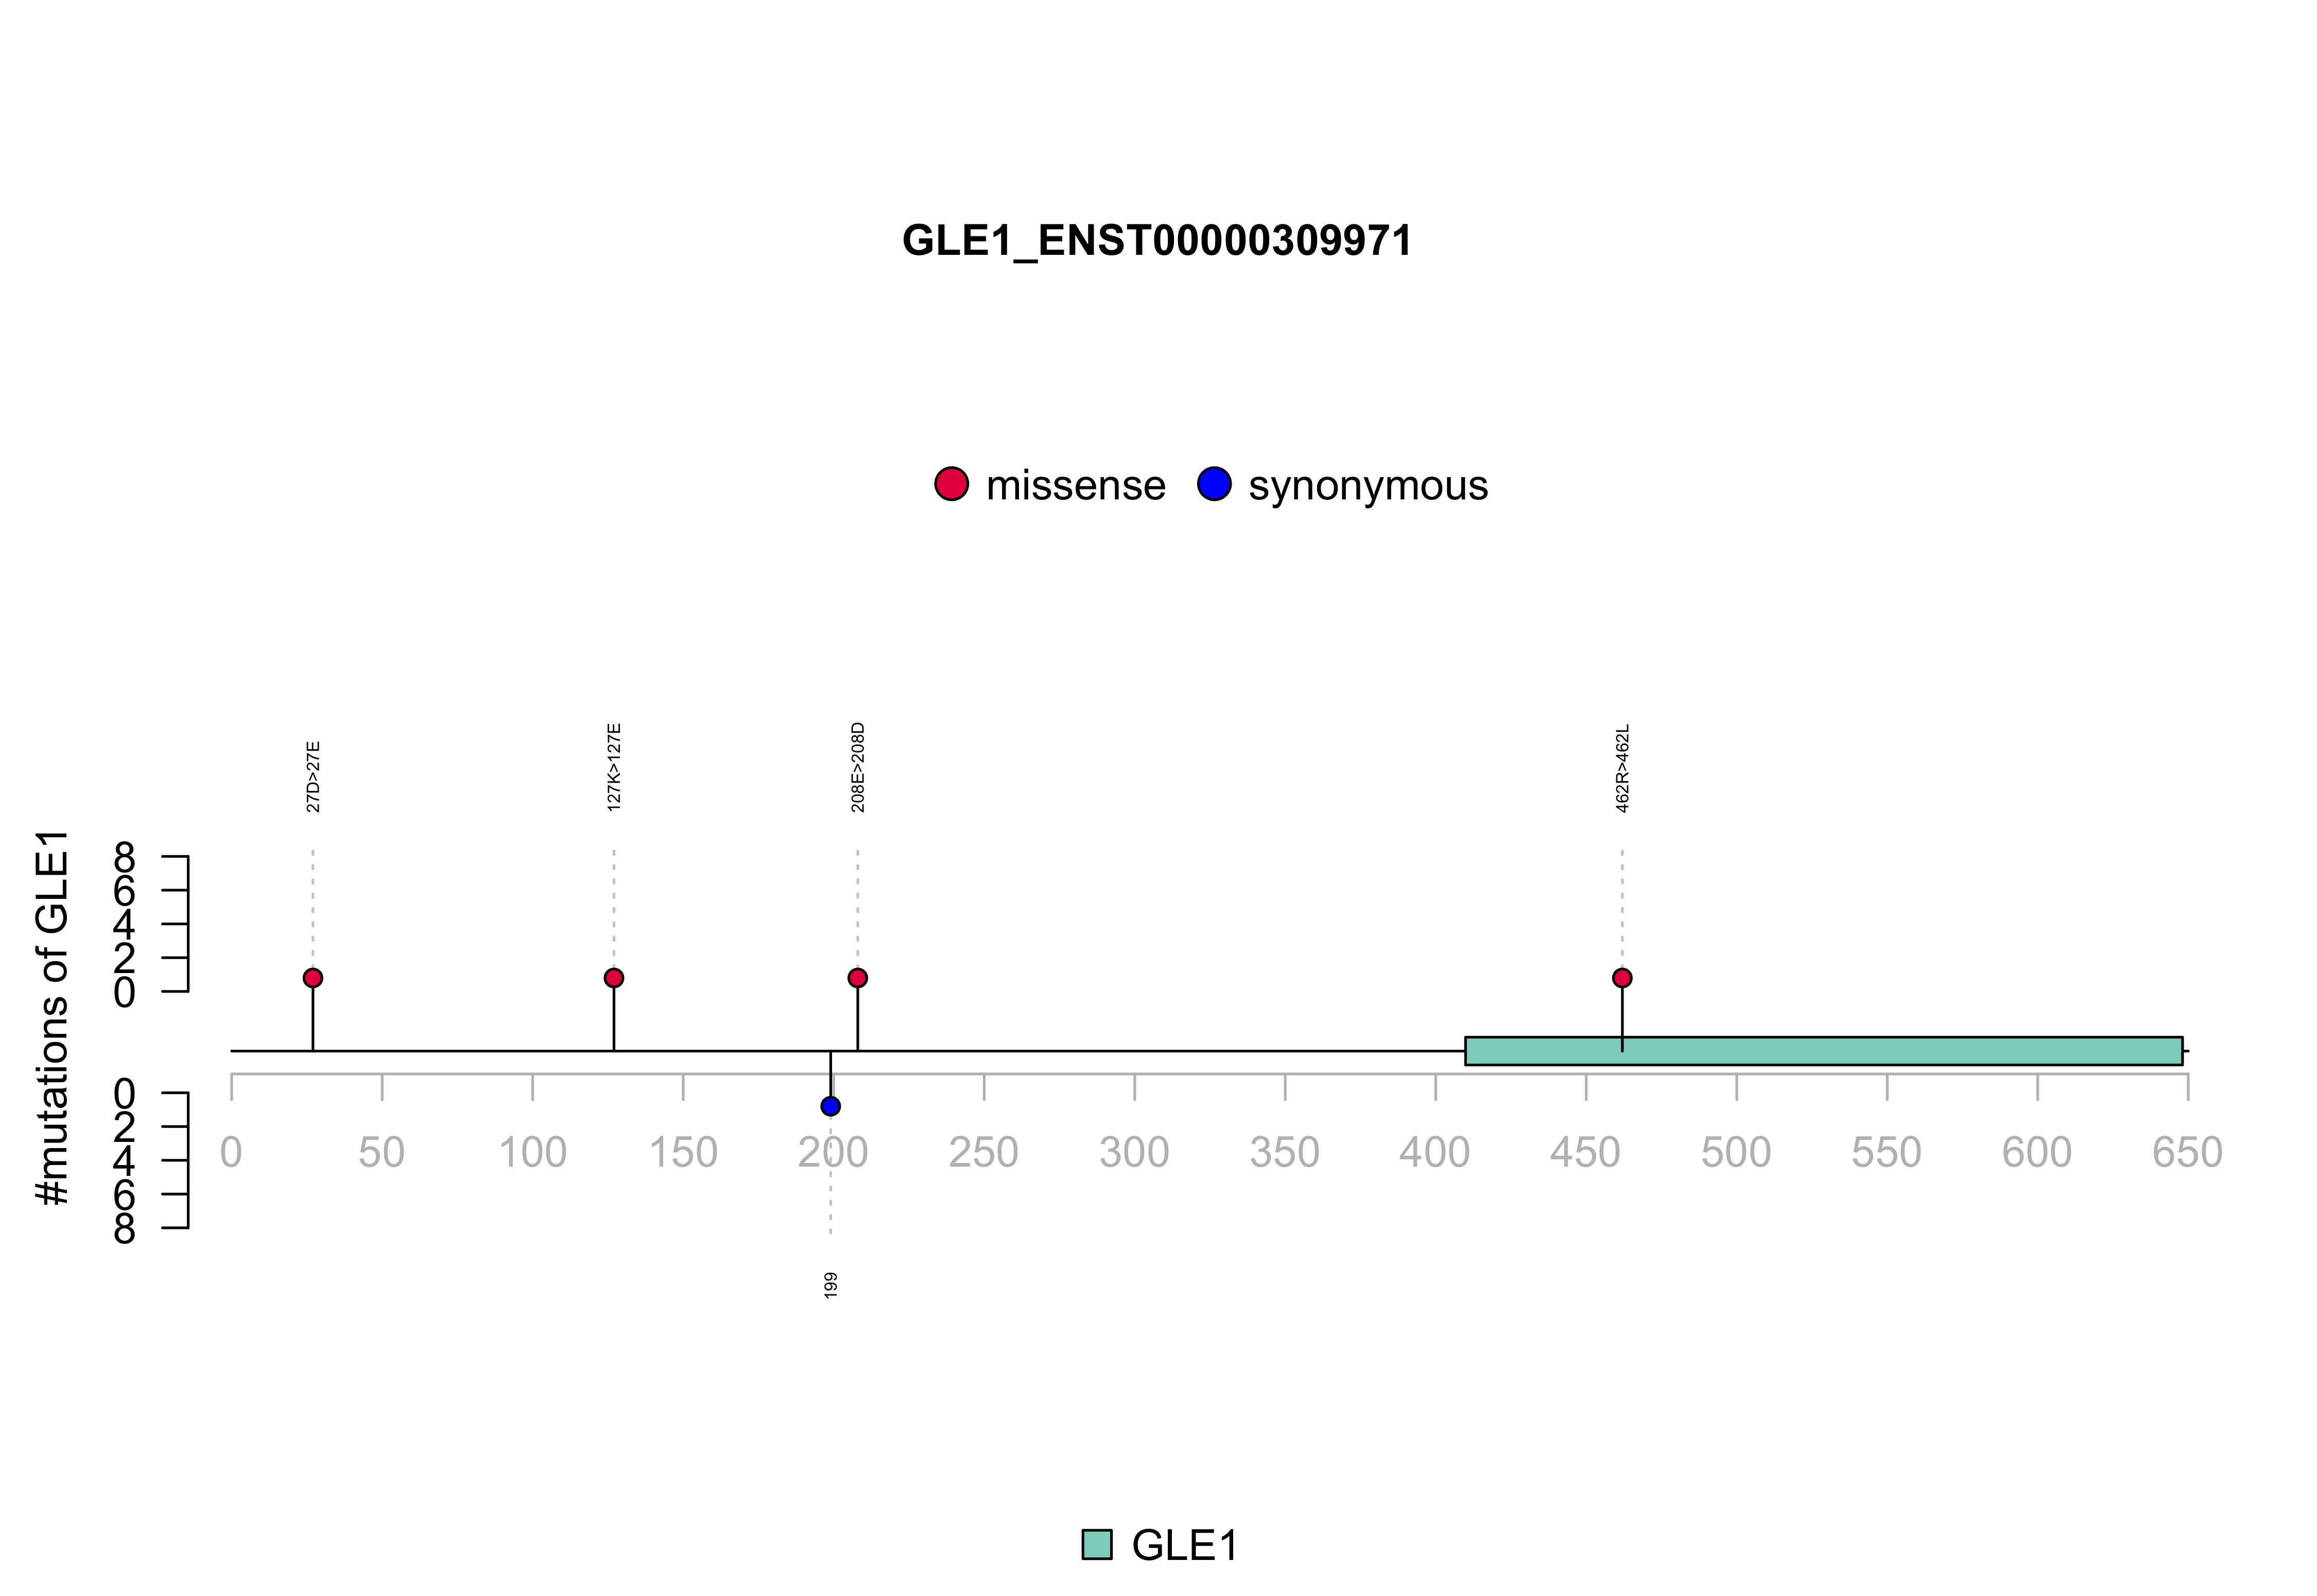 GLE1_ENST00000309971
missense synonymous
27D>27E 127K>127E 208E>208D 462R>462L
#mutations of GLE1
8
6
4
2
0
0
2
4
6
8
0 50 100 150 200 250 300 350 400 450 500 550 600 650
199
GLE1